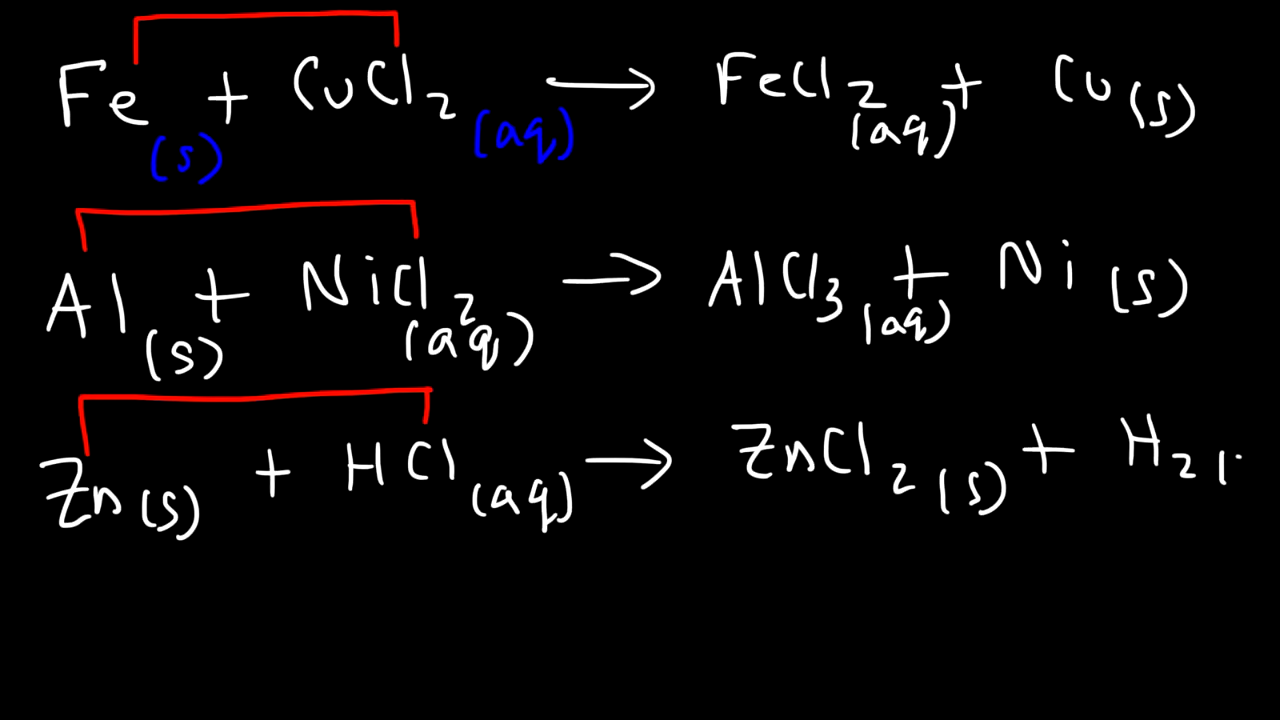 Fe (s) + CuCl2 (aq) → FeCl2 (aq) + Cu (s)
Al (s) + NiCl2 (aq) → AlCl3 (aq) + Ni (s)
Zn (s) + HCl (aq) → ZnCl2 (s) + H2 (